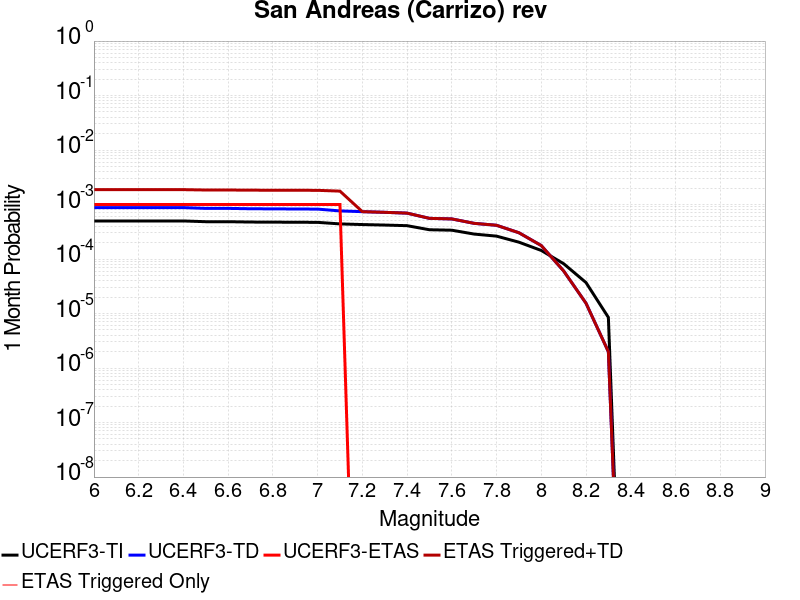 San Andreas (Carrizo) rev
10^0
10^-1
10^-2
10^-3
10^-4
10^-5
10^-6
10^-7
10^-8
1 Month Probability
6 6.2 6.4 6.6 6.8 7 7.2 7.4 7.6 7.8 8 8.2 8.4 8.6 8.8 9
Magnitude
UCERF3-TI UCERF3-TD UCERF3-ETAS ETAS Triggered+TD
ETAS Triggered Only